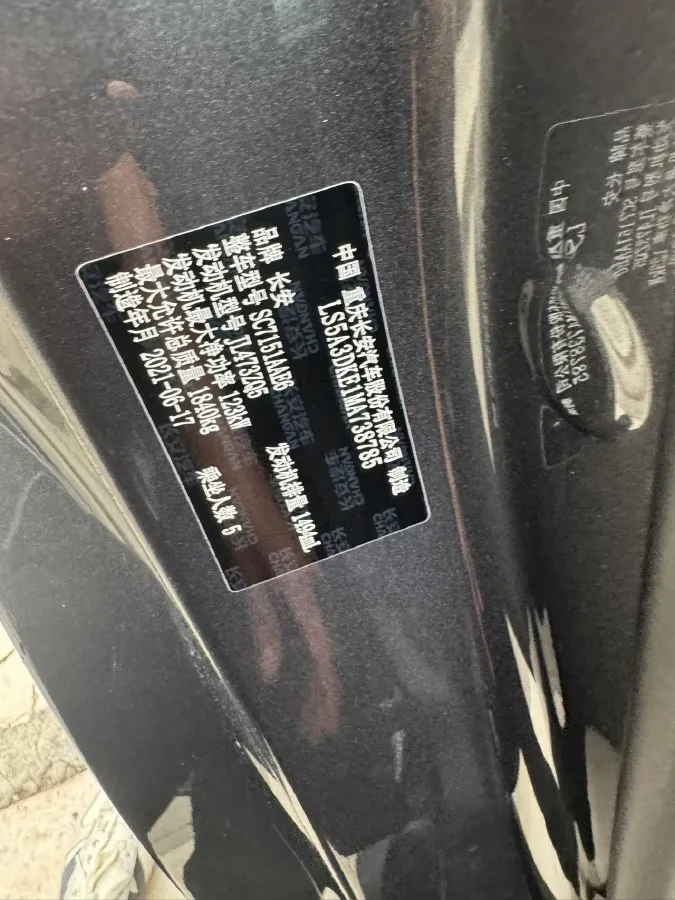 中国 重庆长安汽车股份有限公司 制造
LS5A3DKE1MA738785
品牌 长安
整车型号 SC7151AAB6
发动机型号 JL473ZQ5 发动机排量 1494mL
发动机最大净功率 123kW
最大允许总质量 1840kg 乘坐人数 5
制造年月 2021-06-17